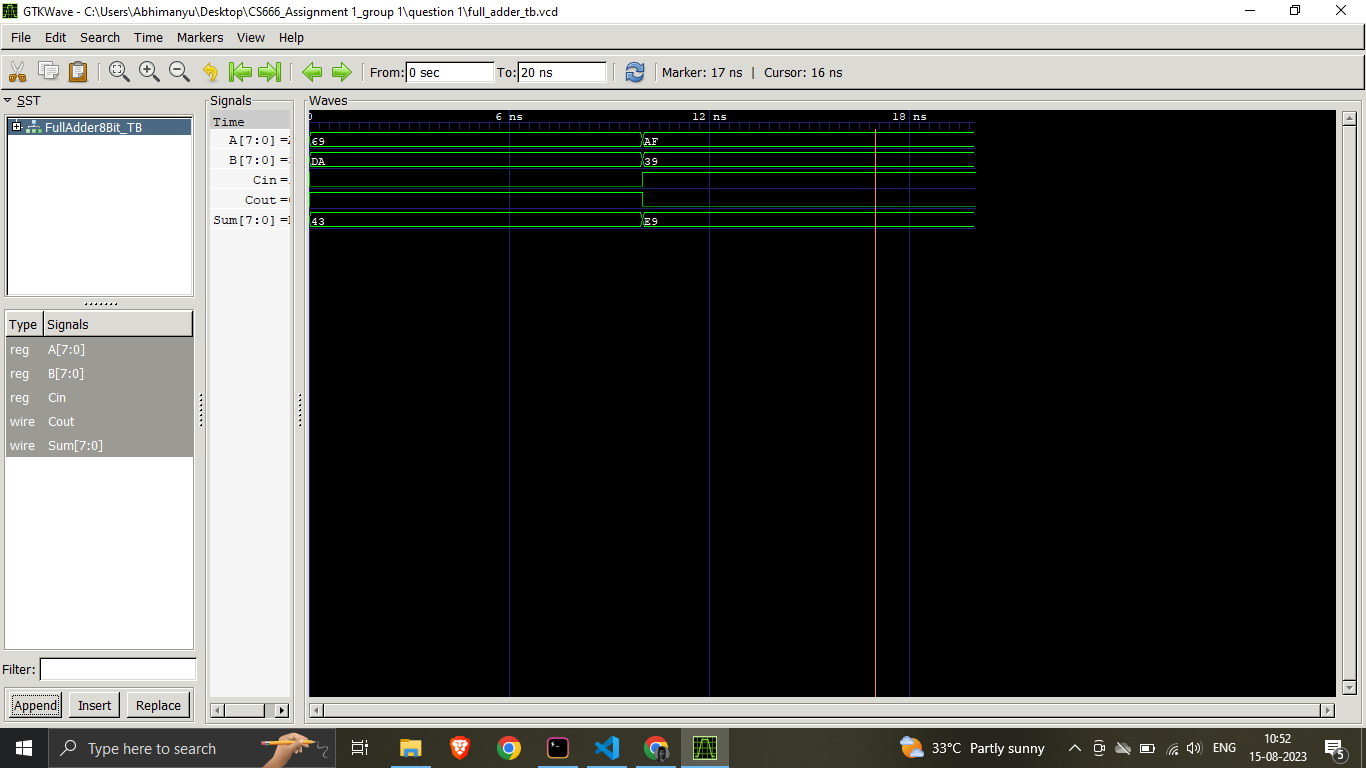 GTKWave - C:\Users\Abhimanyu\Desktop\CS666_Assignment 1_group 1\question 1\full_adder_tb.vcd
File Edit Search Time Markers View Help
From: 0 sec To: 20 ns Marker: 17 ns | Cursor: 16 ns
SST
FullAdder8Bit_TB
Type Signals
reg A[7:0]
reg B[7:0]
reg Cin
wire Cout
wire Sum[7:0]
Filter:
Append Insert Replace
Signals
Time
A[7:0] =
B[7:0] =
Cin =
Cout =
Sum[7:0] =
Waves
0 6 ns 12 ns 18 ns
69 AF
DA 39
43 E9
Type here to search
33°C Partly sunny
ENG
10:52
15-08-2023
5